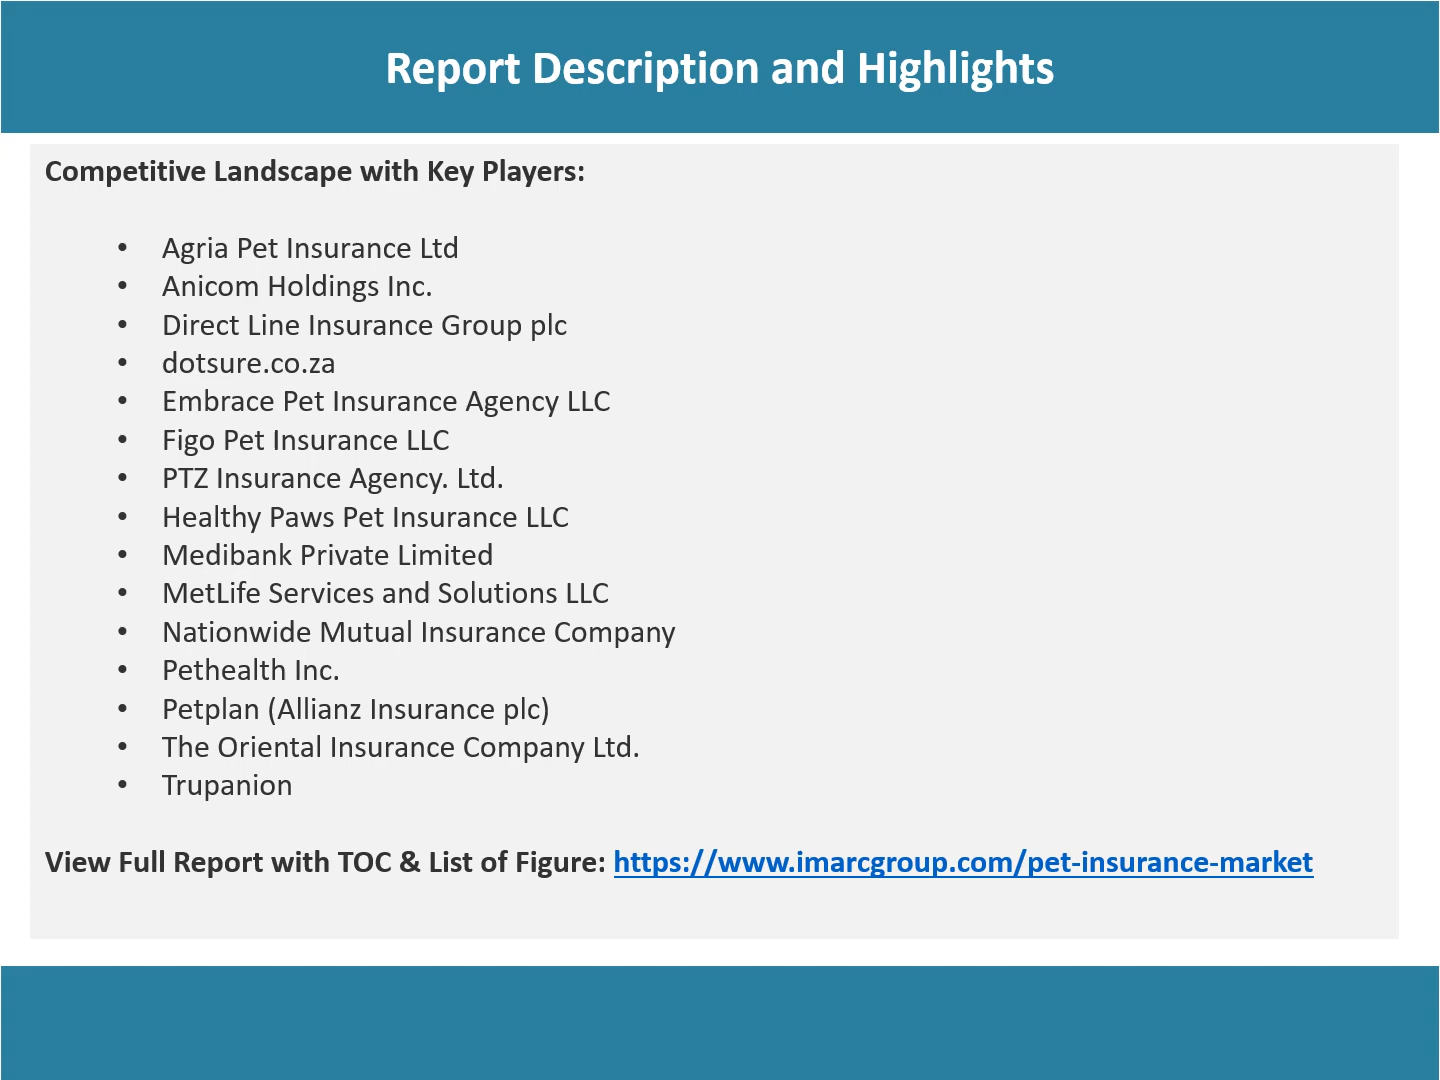 Report Description and Highlights
Competitive Landscape with Key Players:
• Agria Pet Insurance Ltd
• Anicom Holdings Inc.
• Direct Line Insurance Group plc
• dotsure.co.za
• Embrace Pet Insurance Agency LLC
• Figo Pet Insurance LLC
• PTZ Insurance Agency. Ltd.
• Healthy Paws Pet Insurance LLC
• Medibank Private Limited
• MetLife Services and Solutions LLC
• Nationwide Mutual Insurance Company
• Pethealth Inc.
• Petplan (Allianz Insurance plc)
• The Oriental Insurance Company Ltd.
• Trupanion
View Full Report with TOC & List of Figure: https://www.imarcgroup.com/pet-insurance-market